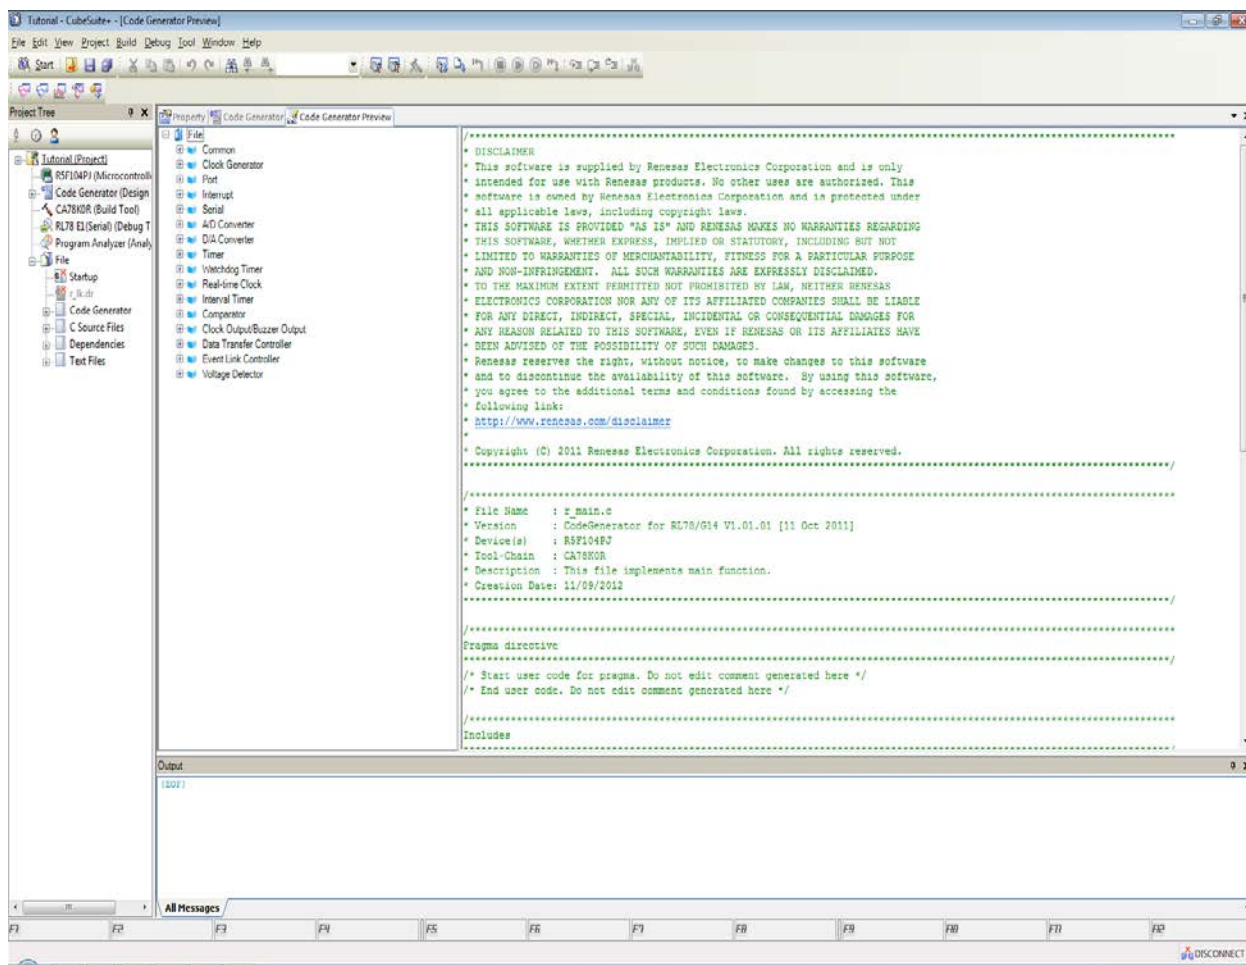 Tutorial - CubeSuite+ - [Code Generator Preview]
File Edit View Project Build Debug Tool Window Help
Start
Project Tree
Property Code Generator Code Generator Preview
Tutorial (Project)
R5F104PJ (Microcontroll
Code Generator (Design
CA78K0R (Build Tool)
RL78 E1(Serial) (Debug T
Program Analyzer (Analy
File
Startup
r_lk.dr
Code Generator
C Source Files
Dependencies
Text Files
File
Common
Clock Generator
Port
Interrupt
Serial
A/D Converter
D/A Converter
Timer
Watchdog Timer
Real-time Clock
Interval Timer
Comparator
Clock Output/Buzzer Output
Data Transfer Controller
Event Link Controller
Voltage Detector
* DISCLAIMER
* This software is supplied by Renesas Electronics Corporation and is only
* intended for use with Renesas products. No other uses are authorized. This
* software is owned by Renesas Electronics Corporation and is protected under
* all applicable laws, including copyright laws.
* THIS SOFTWARE IS PROVIDED "AS IS" AND RENESAS MAKES NO WARRANTIES REGARDING
* THIS SOFTWARE, WHETHER EXPRESS, IMPLIED OR STATUTORY, INCLUDING BUT NOT
* LIMITED TO WARRANTIES OF MERCHANTABILITY, FITNESS FOR A PARTICULAR PURPOSE
* AND NON-INFRINGEMENT. ALL SUCH WARRANTIES ARE EXPRESSLY DISCLAIMED.
* TO THE MAXIMUM EXTENT PERMITTED NOT PROHIBITED BY LAW, NEITHER RENESAS
* ELECTRONICS CORPORATION NOR ANY OF ITS AFFILIATED COMPANIES SHALL BE LIABLE
* FOR ANY DIRECT, INDIRECT, SPECIAL, INCIDENTAL OR CONSEQUENTIAL DAMAGES FOR
* ANY REASON RELATED TO THIS SOFTWARE, EVEN IF RENESAS OR ITS AFFILIATES HAVE
* BEEN ADVISED OF THE POSSIBILITY OF SUCH DAMAGES.
* Renesas reserves the right, without notice, to make changes to this software
* and to discontinue the availability of this software. By using this software,
* you agree to the additional terms and conditions found by accessing the
* following link:
* http://www.renesas.com/disclaimer
*
* Copyright (C) 2011 Renesas Electronics Corporation. All rights reserved.
* File Name : r_main.c
* Version : CodeGenerator for RL78/G14 V1.01.01 [11 Oct 2011]
* Device(s) : R5F104PJ
* Tool-Chain : CA78K0R
* Description : This file implements main function.
* Creation Date: 11/09/2012
Pragma directive
/* Start user code for pragma. Do not edit comment generated here */
/* End user code. Do not edit comment generated here */
Includes
Output
[EOF]
All Messages
F1 F2 F3 F4 F5 F6 F7 F8 F9 F10 F11 F12
DISCONNECT